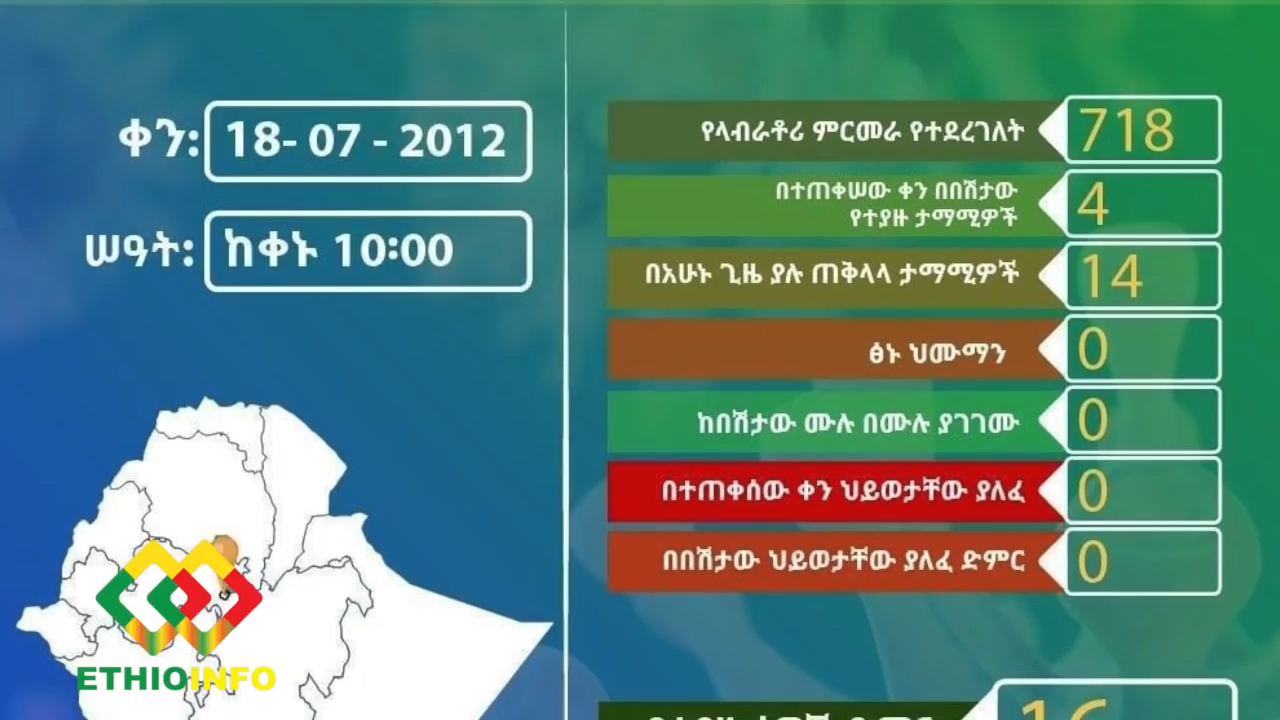 ቀን: 18- 07 - 2012
ሠዓት: ከቀኑ 10፡00
የላብራቶሪ ምርመራ የተደረገለት 718
በተጠቀሠው ቀን በበሽታው
የተያዙ ታማሚዎች 4
በአሁኑ ጊዜ ያሉ ጠቅላላ ታማሚዎች 14
ፅኑ ህሙማን 0
ከበሽታው ሙሉ በሙሉ ያገገሙ 0
በተጠቀሰው ቀን ህይወታቸው ያለፈ 0
በበሽታው ህይወታቸው ያለፈ ድምር 0
16
ETHIOINFO